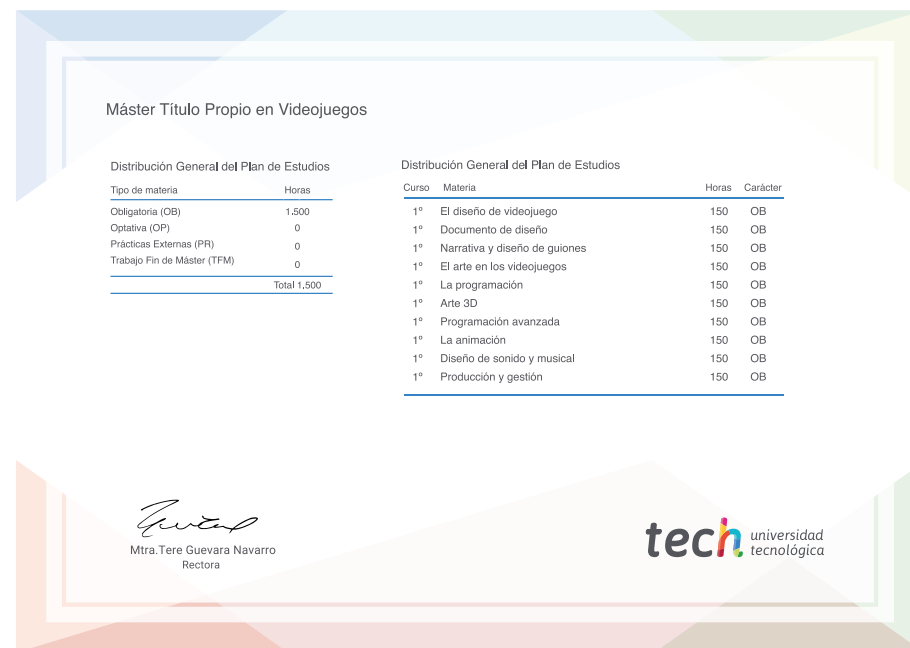 Máster Título Propio en Videojuegos
Distribución General del Plan de Estudios
Tipo de materia Horas
Obligatoria (OB) 1.500
Optativa (OP) 0
Prácticas Externas (PR) 0
Trabajo Fin de Máster (TFM) 0
Total 1.500
Distribución General del Plan de Estudios
Curso Materia Horas Carácter
1º El diseño de videojuego 150 OB
1º Documento de diseño 150 OB
1º Narrativa y diseño de guiones 150 OB
1º El arte en los videojuegos 150 OB
1º La programación 150 OB
1º Arte 3D 150 OB
1º Programación avanzada 150 OB
1º La animación 150 OB
1º Diseño de sonido y musical 150 OB
1º Producción y gestión 150 OB
Mtra.Tere Guevara Navarro
Rectora
tech universidad
tecnológica